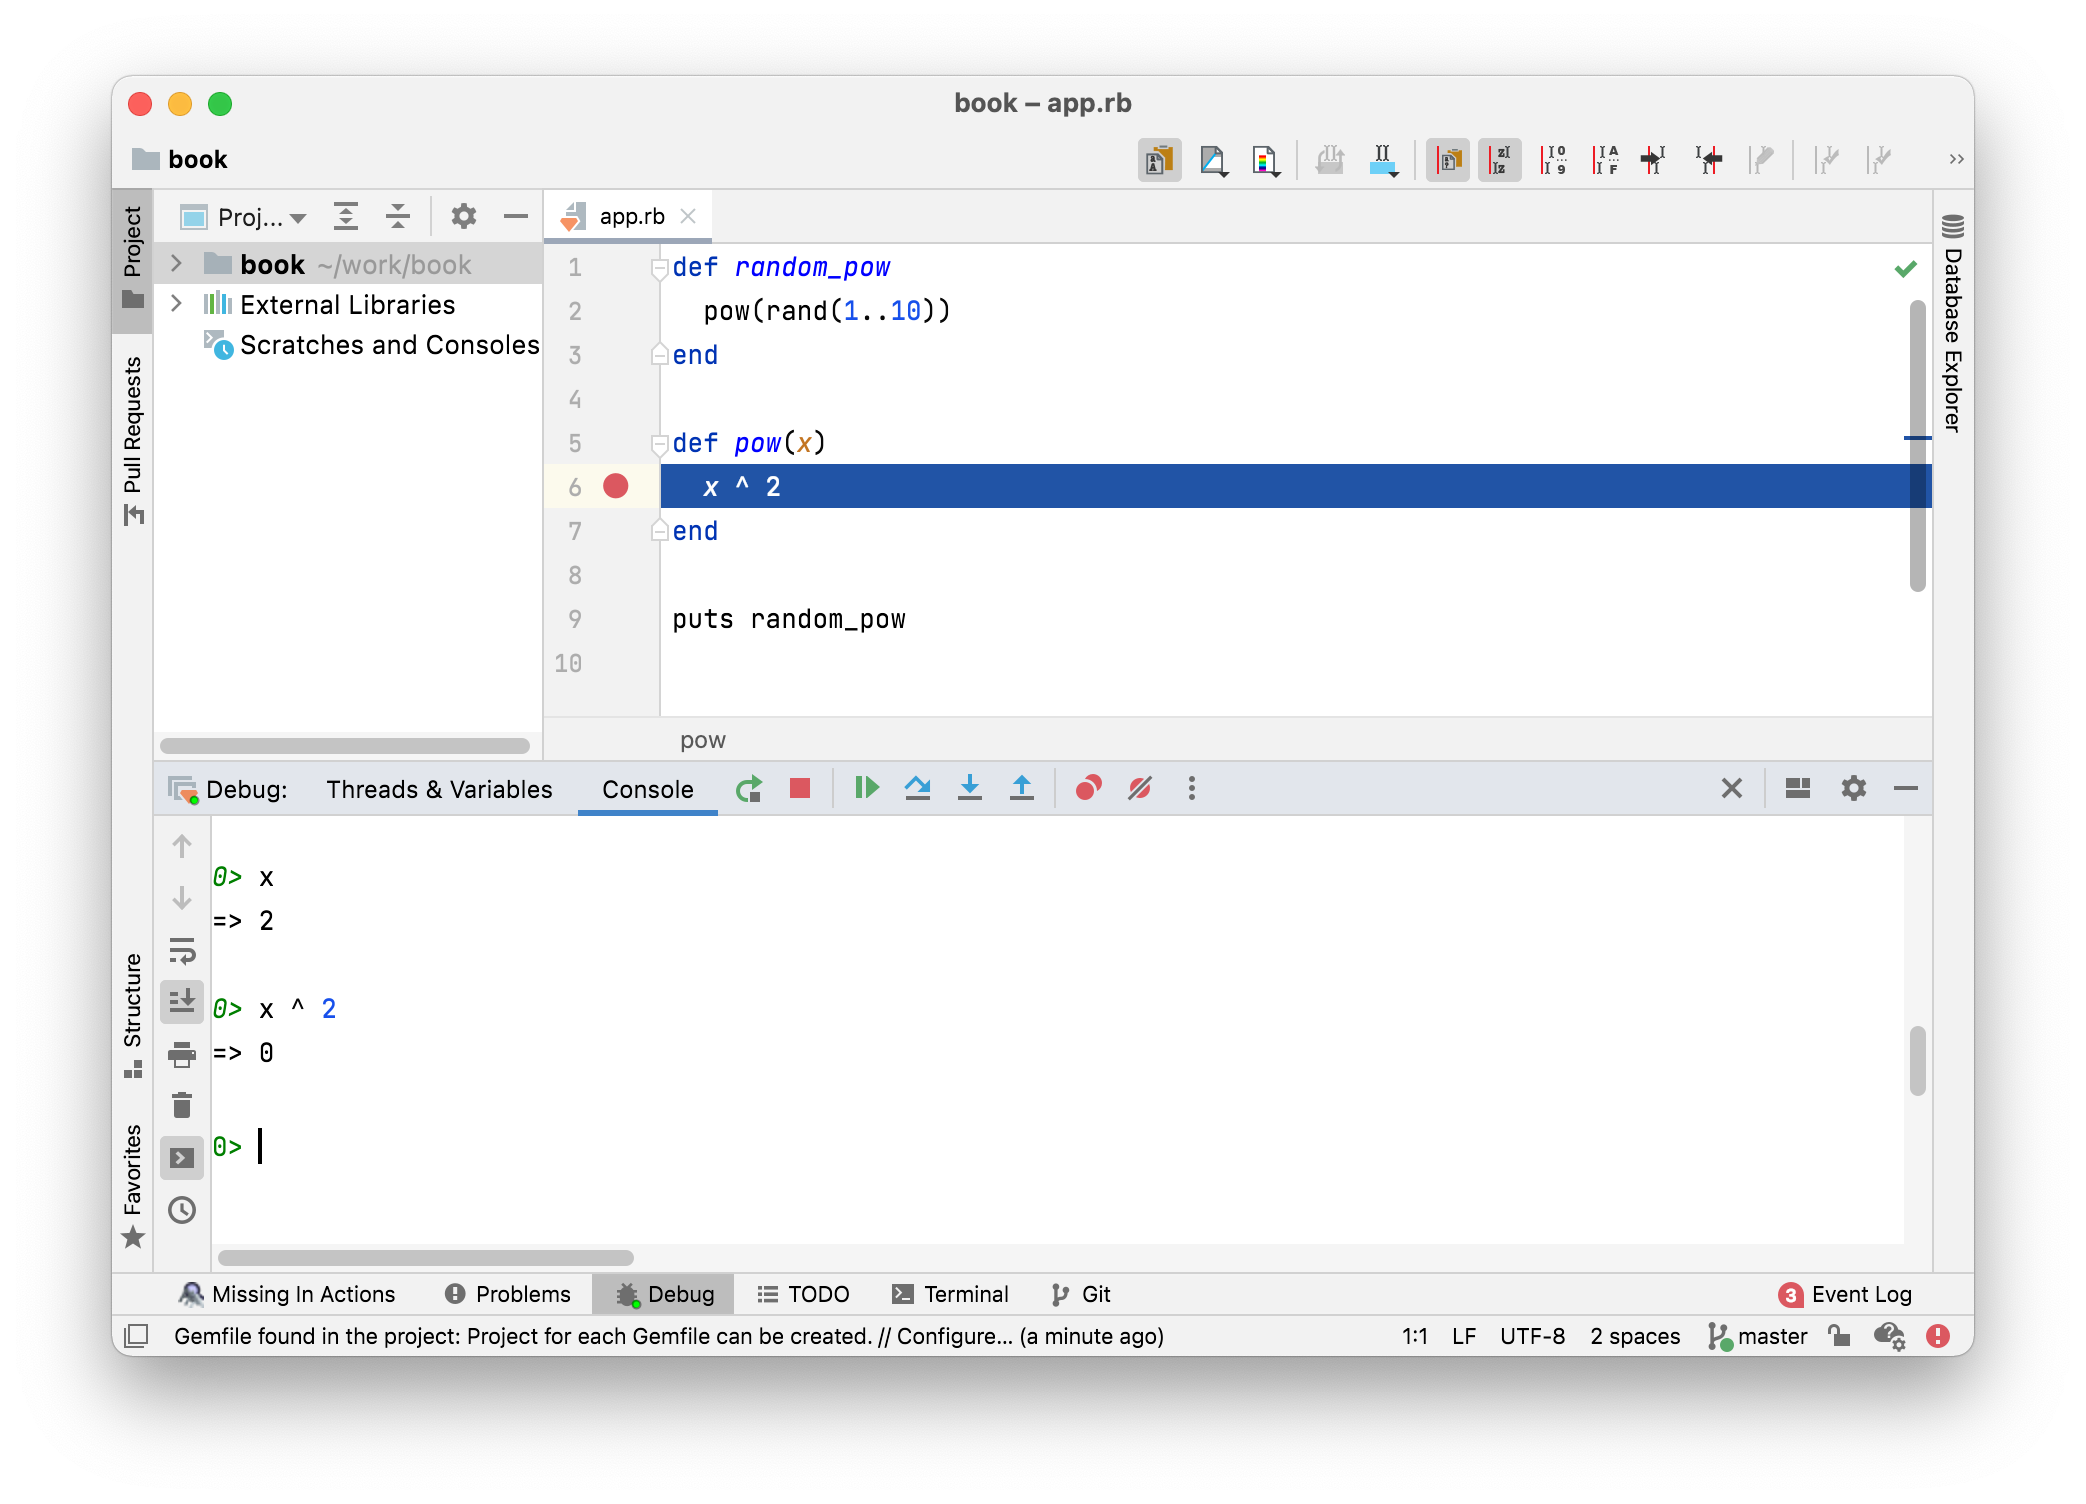 book – app.rb
book
Proj...
app.rb
Project
Pull Requests
Structure
Favorites
Database Explorer
book ~/work/book
External Libraries
Scratches and Consoles
1 def random_pow
2 pow(rand(1..10))
3 end
4
5 def pow(x)
6 x ^ 2
7 end
8
9 puts random_pow
10
pow
Debug: Threads & Variables Console
0> x
=> 2
0> x ^ 2
=> 0
0>
Missing In Actions Problems Debug TODO Terminal Git 3 Event Log
Gemfile found in the project: Project for each Gemfile can be created. // Configure... (a minute ago) 1:1 LF UTF-8 2 spaces master